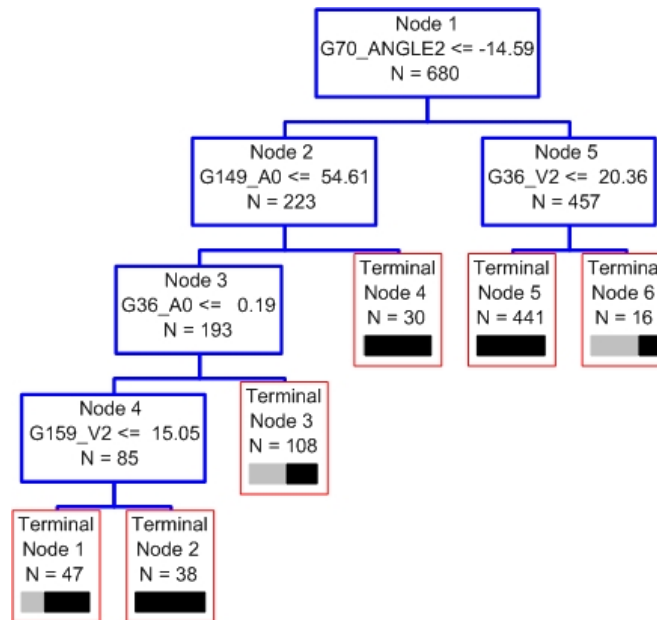 Node 1
G70_ANGLE2 <= -14.59
N = 680
Node 2
G149_A0 <= 54.61
N = 223
Node 5
G36_V2 <= 20.36
N = 457
Node 3
G36_A0 <= 0.19
N = 193
Terminal
Node 4
N = 30
Terminal
Node 5
N = 441
Terminal
Node 6
N = 16
Node 4
G159_V2 <= 15.05
N = 85
Terminal
Node 3
N = 108
Terminal
Node 1
N = 47
Terminal
Node 2
N = 38